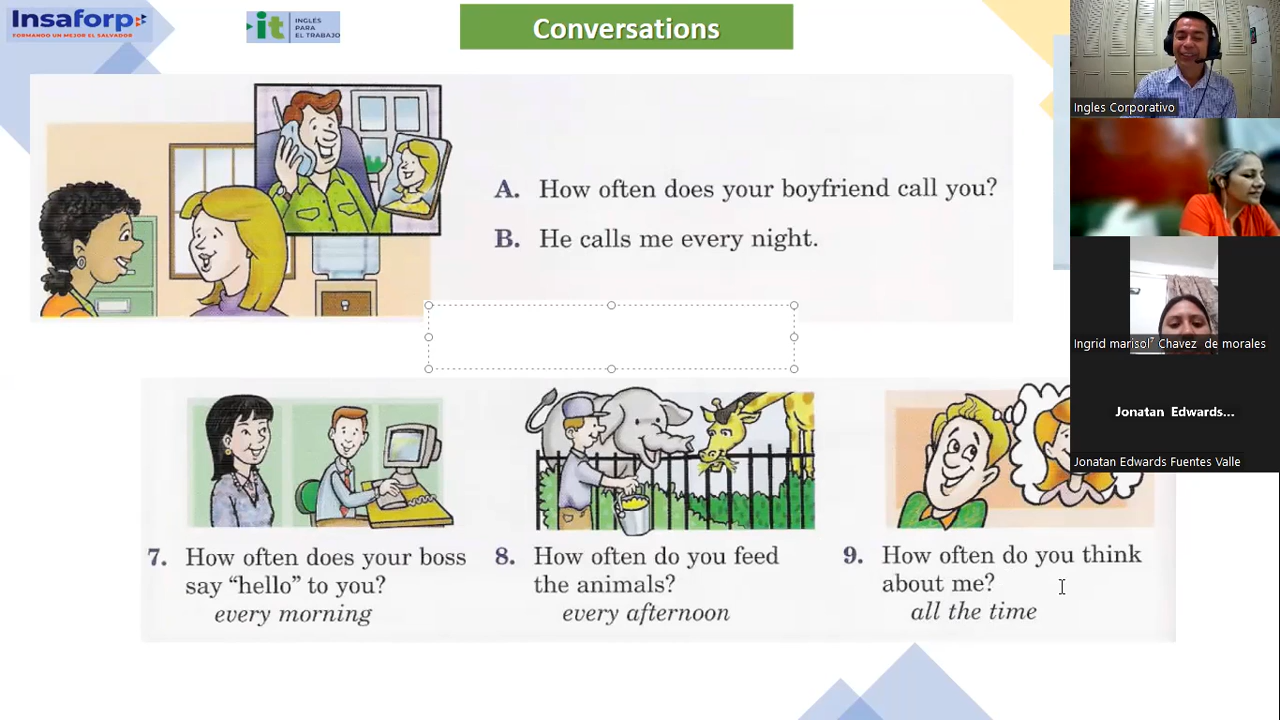 Insaforp
FORMANDO UN MEJOR EL SALVADOR
it
INGLÉS
PARA
EL TRABAJO
Conversations
A. How often does your boyfriend call you?
B. He calls me every night.
7. How often does your boss
say “hello” to you?
every morning
8. How often do you feed
the animals?
every afternoon
9. How often do you think
about me?
all the time
Ingles Corporativo
Ingrid marisol Chavez de morales
Jonatan Edwards...
Jonatan Edwards Fuentes Valle